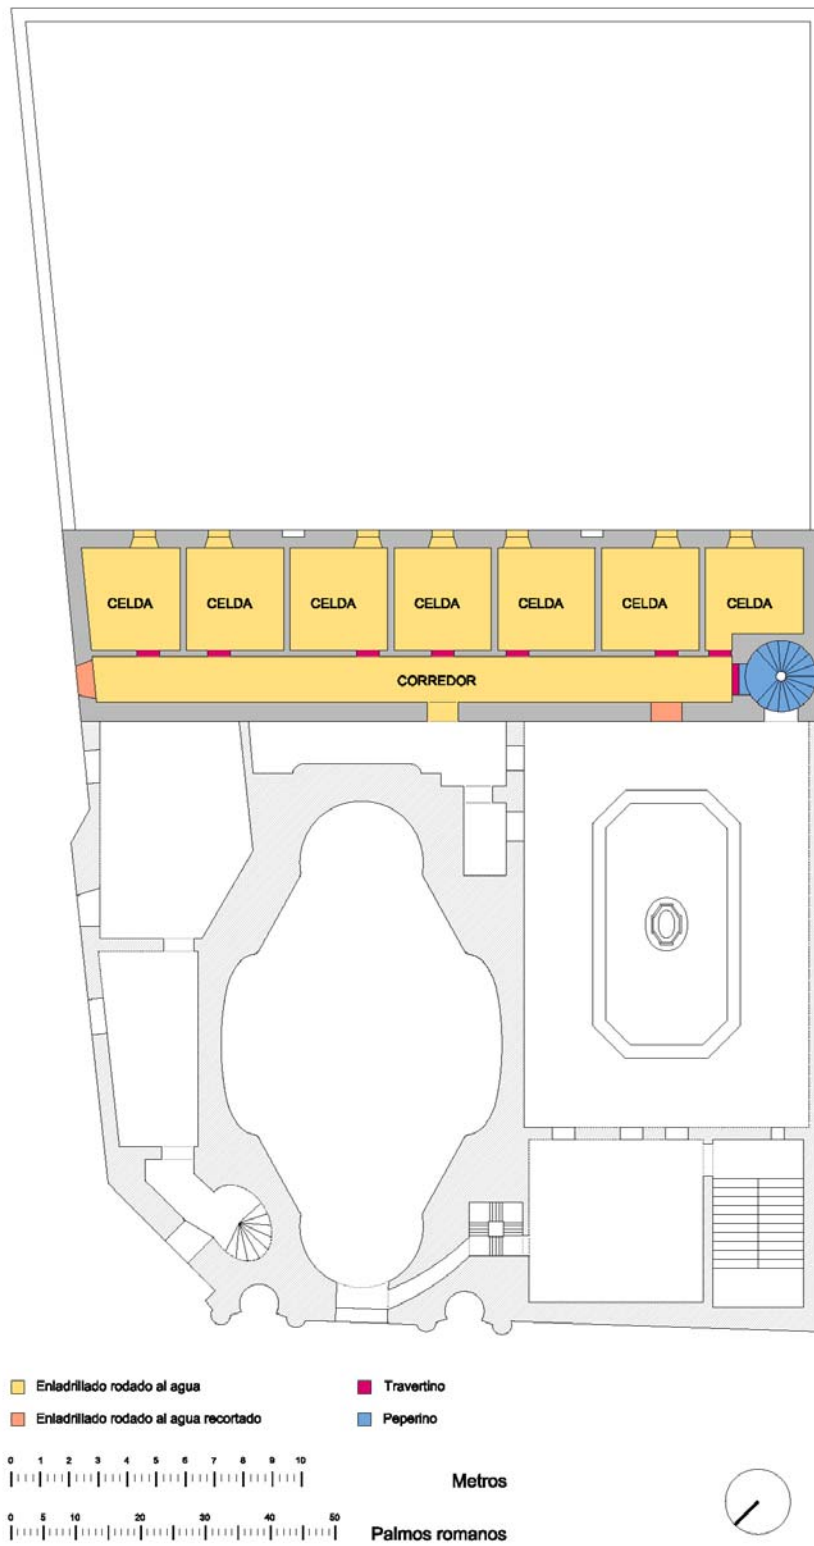 CELDA CELDA CELDA CELDA CELDA CELDA CELDA
CORREDOR
Enladrillado rodado al agua
Travertino
Enladrillado rodado al agua recortado
Peperino
0 1 2 3 4 5 6 7 8 9 10
Metros
0 5 10 20 30 40 50
Palmos romanos